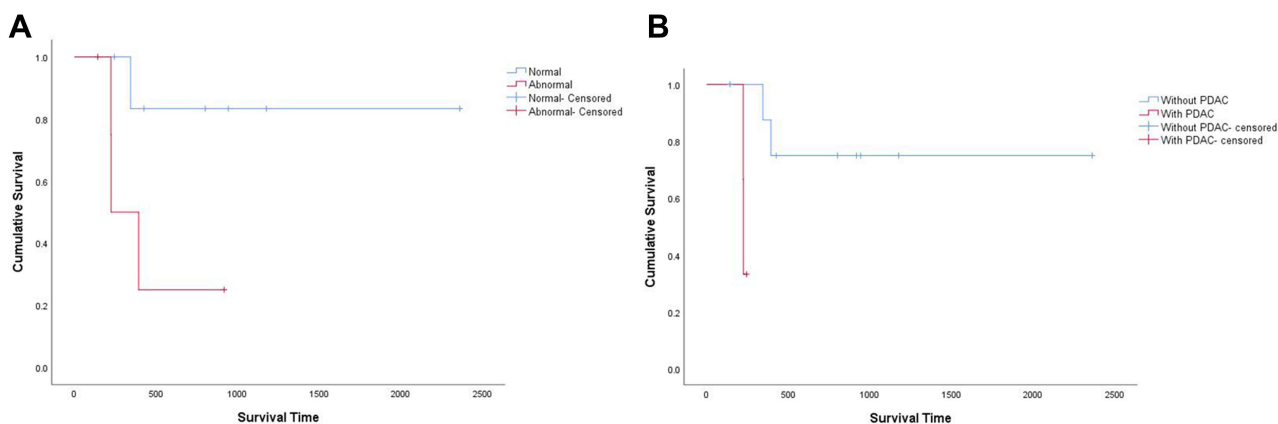 A
1.0
0.8
0.6
0.4
0.2
0.0
Cumulative Survival
0 500 1000 1500 2000 2500
Survival Time
Normal
Abnormal
Normal- Censored
Abnormal- Censored
B
1.0
0.8
0.6
0.4
0.2
0.0
Cumulative Survival
0 500 1000 1500 2000 2500
Survival Time
Without PDAC
With PDAC
Without PDAC- censored
With PDAC- censored